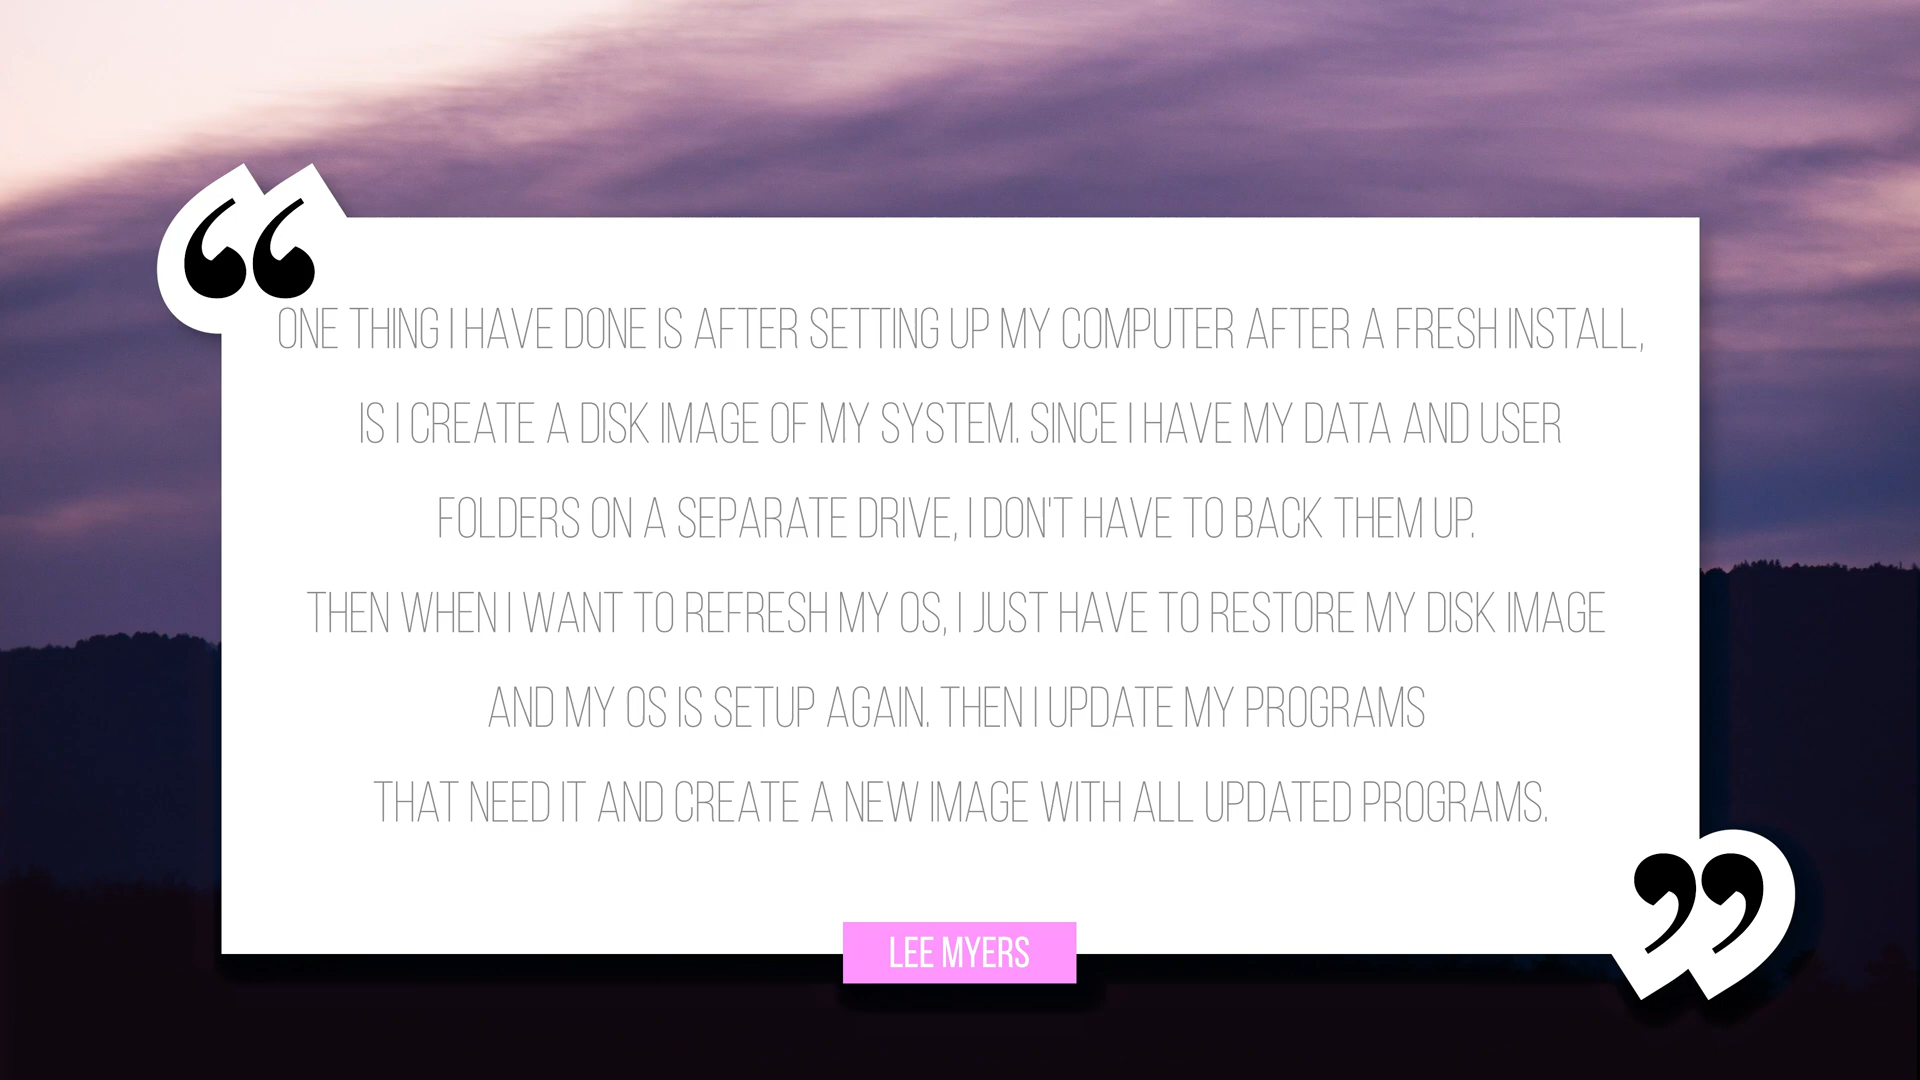 ONE THING I HAVE DONE IS AFTER SETTING UP MY COMPUTER AFTER A FRESH INSTALL,
IS I CREATE A DISK IMAGE OF MY SYSTEM. SINCE I HAVE MY DATA AND USER
FOLDERS ON A SEPARATE DRIVE, I DON'T HAVE TO BACK THEM UP.
THEN WHEN I WANT TO REFRESH MY OS, I JUST HAVE TO RESTORE MY DISK IMAGE
AND MY OS IS SETUP AGAIN. THEN I UPDATE MY PROGRAMS
THAT NEED IT AND CREATE A NEW IMAGE WITH ALL UPDATED PROGRAMS.
LEE MYERS